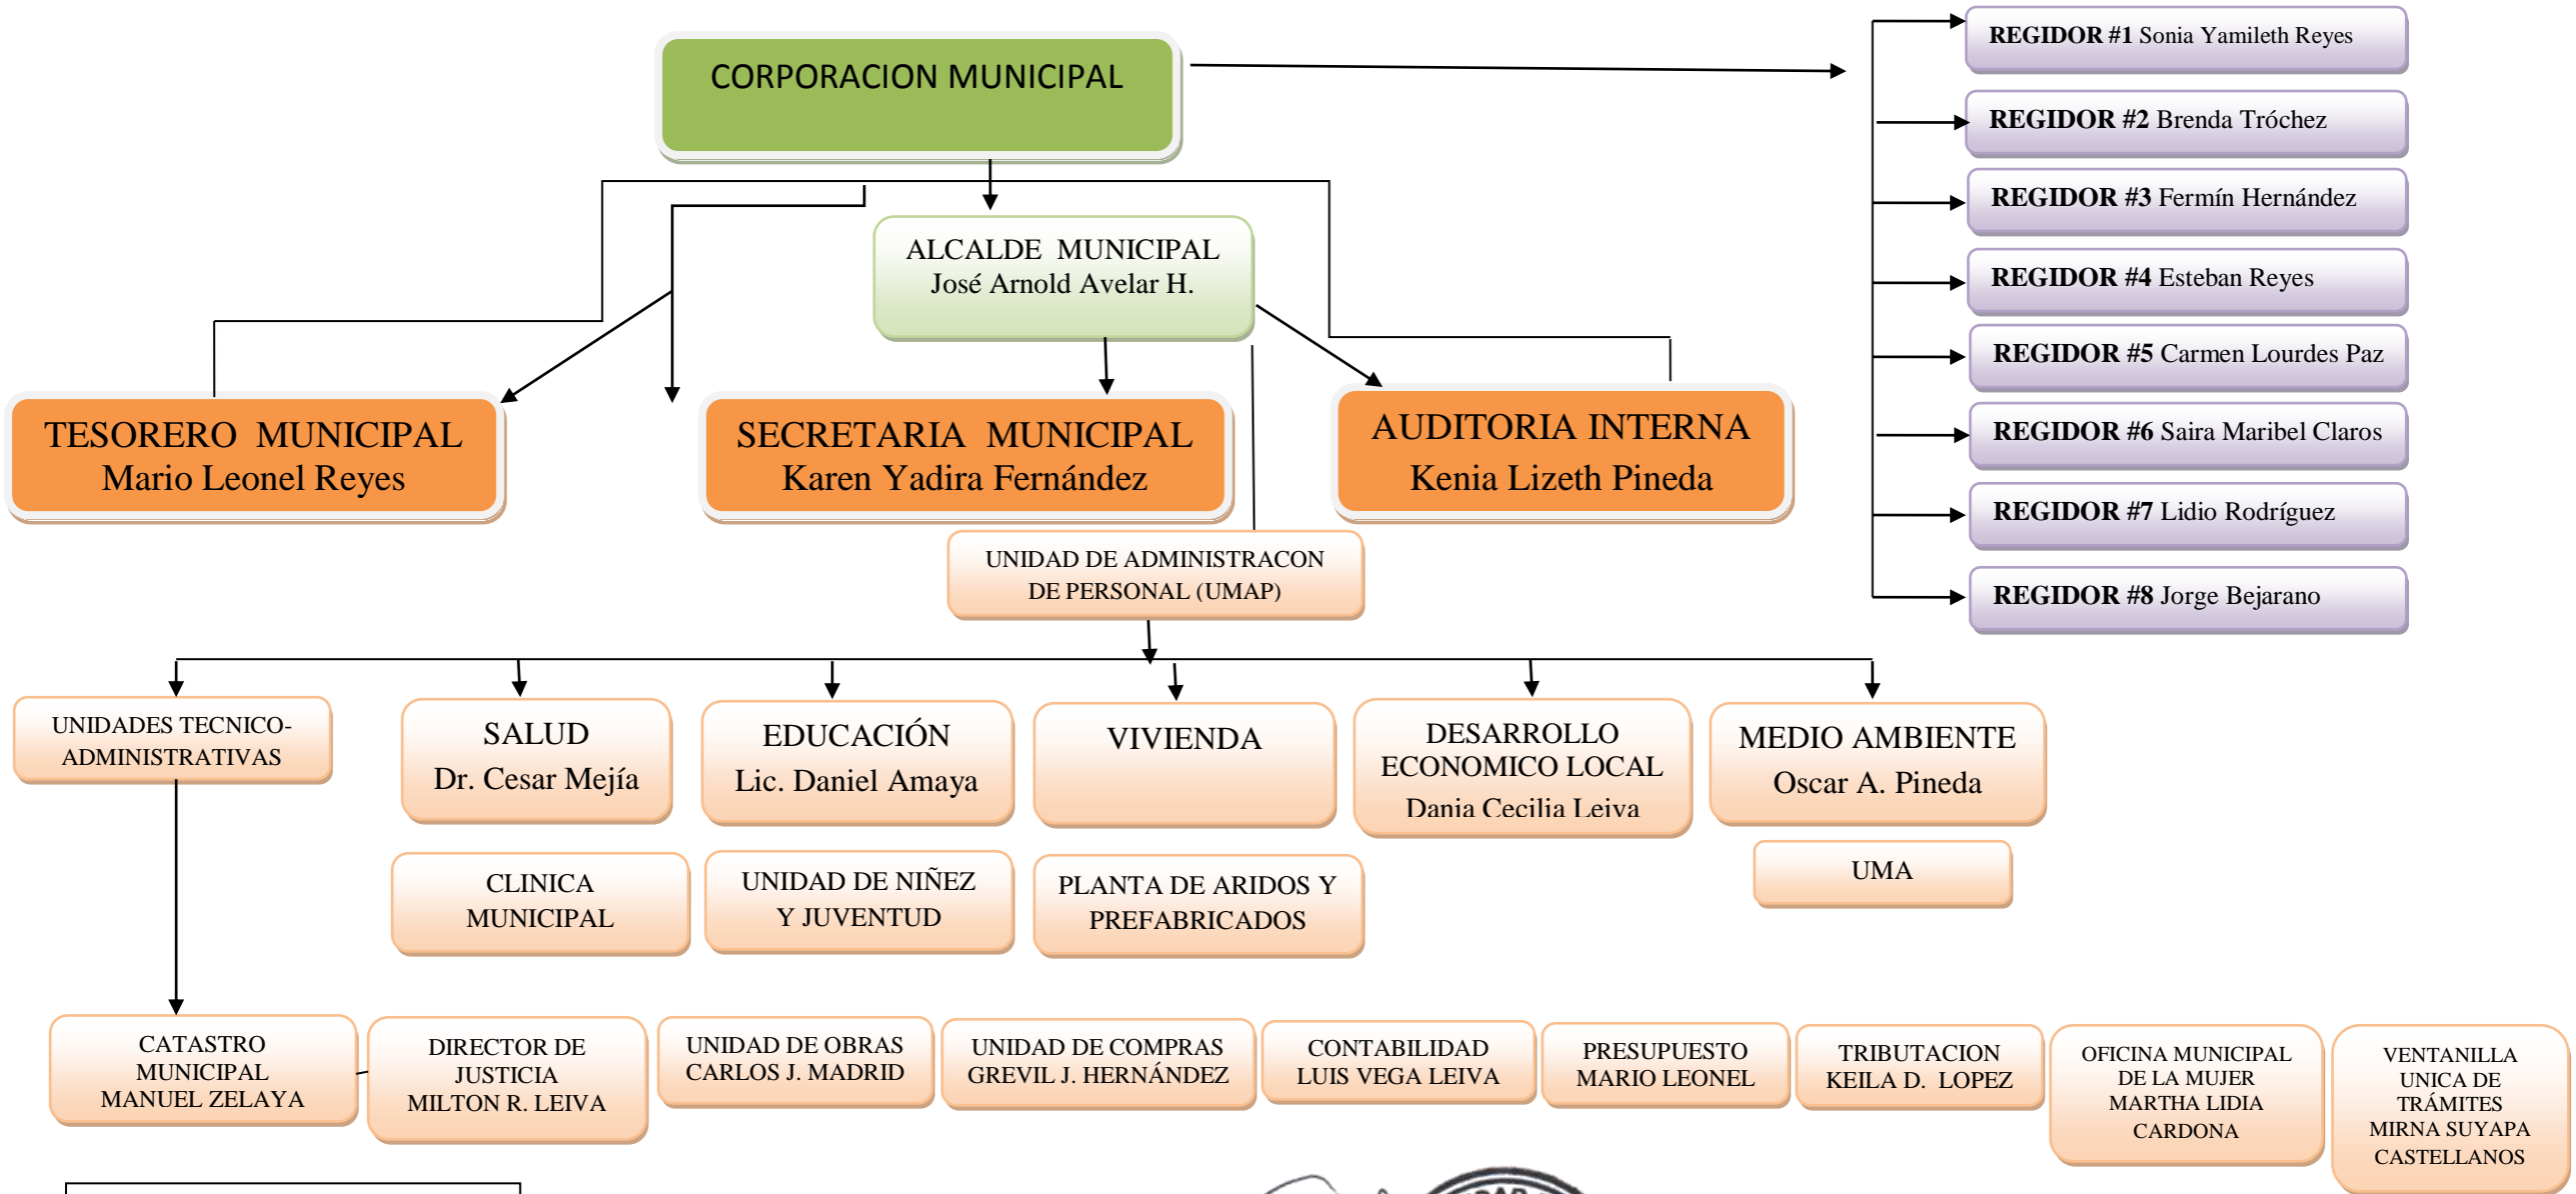 CORPORACION MUNICIPAL
REGIDOR #1 Sonia Yamileth Reyes
REGIDOR #2 Brenda Tróchez
REGIDOR #3 Fermín Hernández
REGIDOR #4 Esteban Reyes
REGIDOR #5 Carmen Lourdes Paz
REGIDOR #6 Saira Maribel Claros
REGIDOR #7 Lidio Rodríguez
REGIDOR #8 Jorge Bejarano
ALCALDE MUNICIPAL
José Arnold Avelar H.
TESORERO MUNICIPAL
Mario Leonel Reyes
SECRETARIA MUNICIPAL
Karen Yadira Fernández
AUDITORIA INTERNA
Kenia Lizeth Pineda
UNIDAD DE ADMINISTRACON
DE PERSONAL (UMAP)
UNIDADES TECNICO-
ADMINISTRATIVAS
SALUD
Dr. Cesar Mejía
EDUCACIÓN
Lic. Daniel Amaya
VIVIENDA
DESARROLLO
ECONOMICO LOCAL
Dania Cecilia Leiva
MEDIO AMBIENTE
Oscar A. Pineda
CLINICA
MUNICIPAL
UNIDAD DE NIÑEZ
Y JUVENTUD
PLANTA DE ARIDOS Y
PREFABRICADOS
UMA
CATASTRO
MUNICIPAL
MANUEL ZELAYA
DIRECTOR DE
JUSTICIA
MILTON R. LEIVA
UNIDAD DE OBRAS
CARLOS J. MADRID
UNIDAD DE COMPRAS
GREVIL J. HERNÁNDEZ
CONTABILIDAD
LUIS VEGA LEIVA
PRESUPUESTO
MARIO LEONEL
TRIBUTACION
KEILA D. LOPEZ
OFICINA MUNICIPAL
DE LA MUJER
MARTHA LIDIA
CARDONA
VENTANILLA
UNICA DE
TRÁMITES
MIRNA SUYAPA
CASTELLANOS